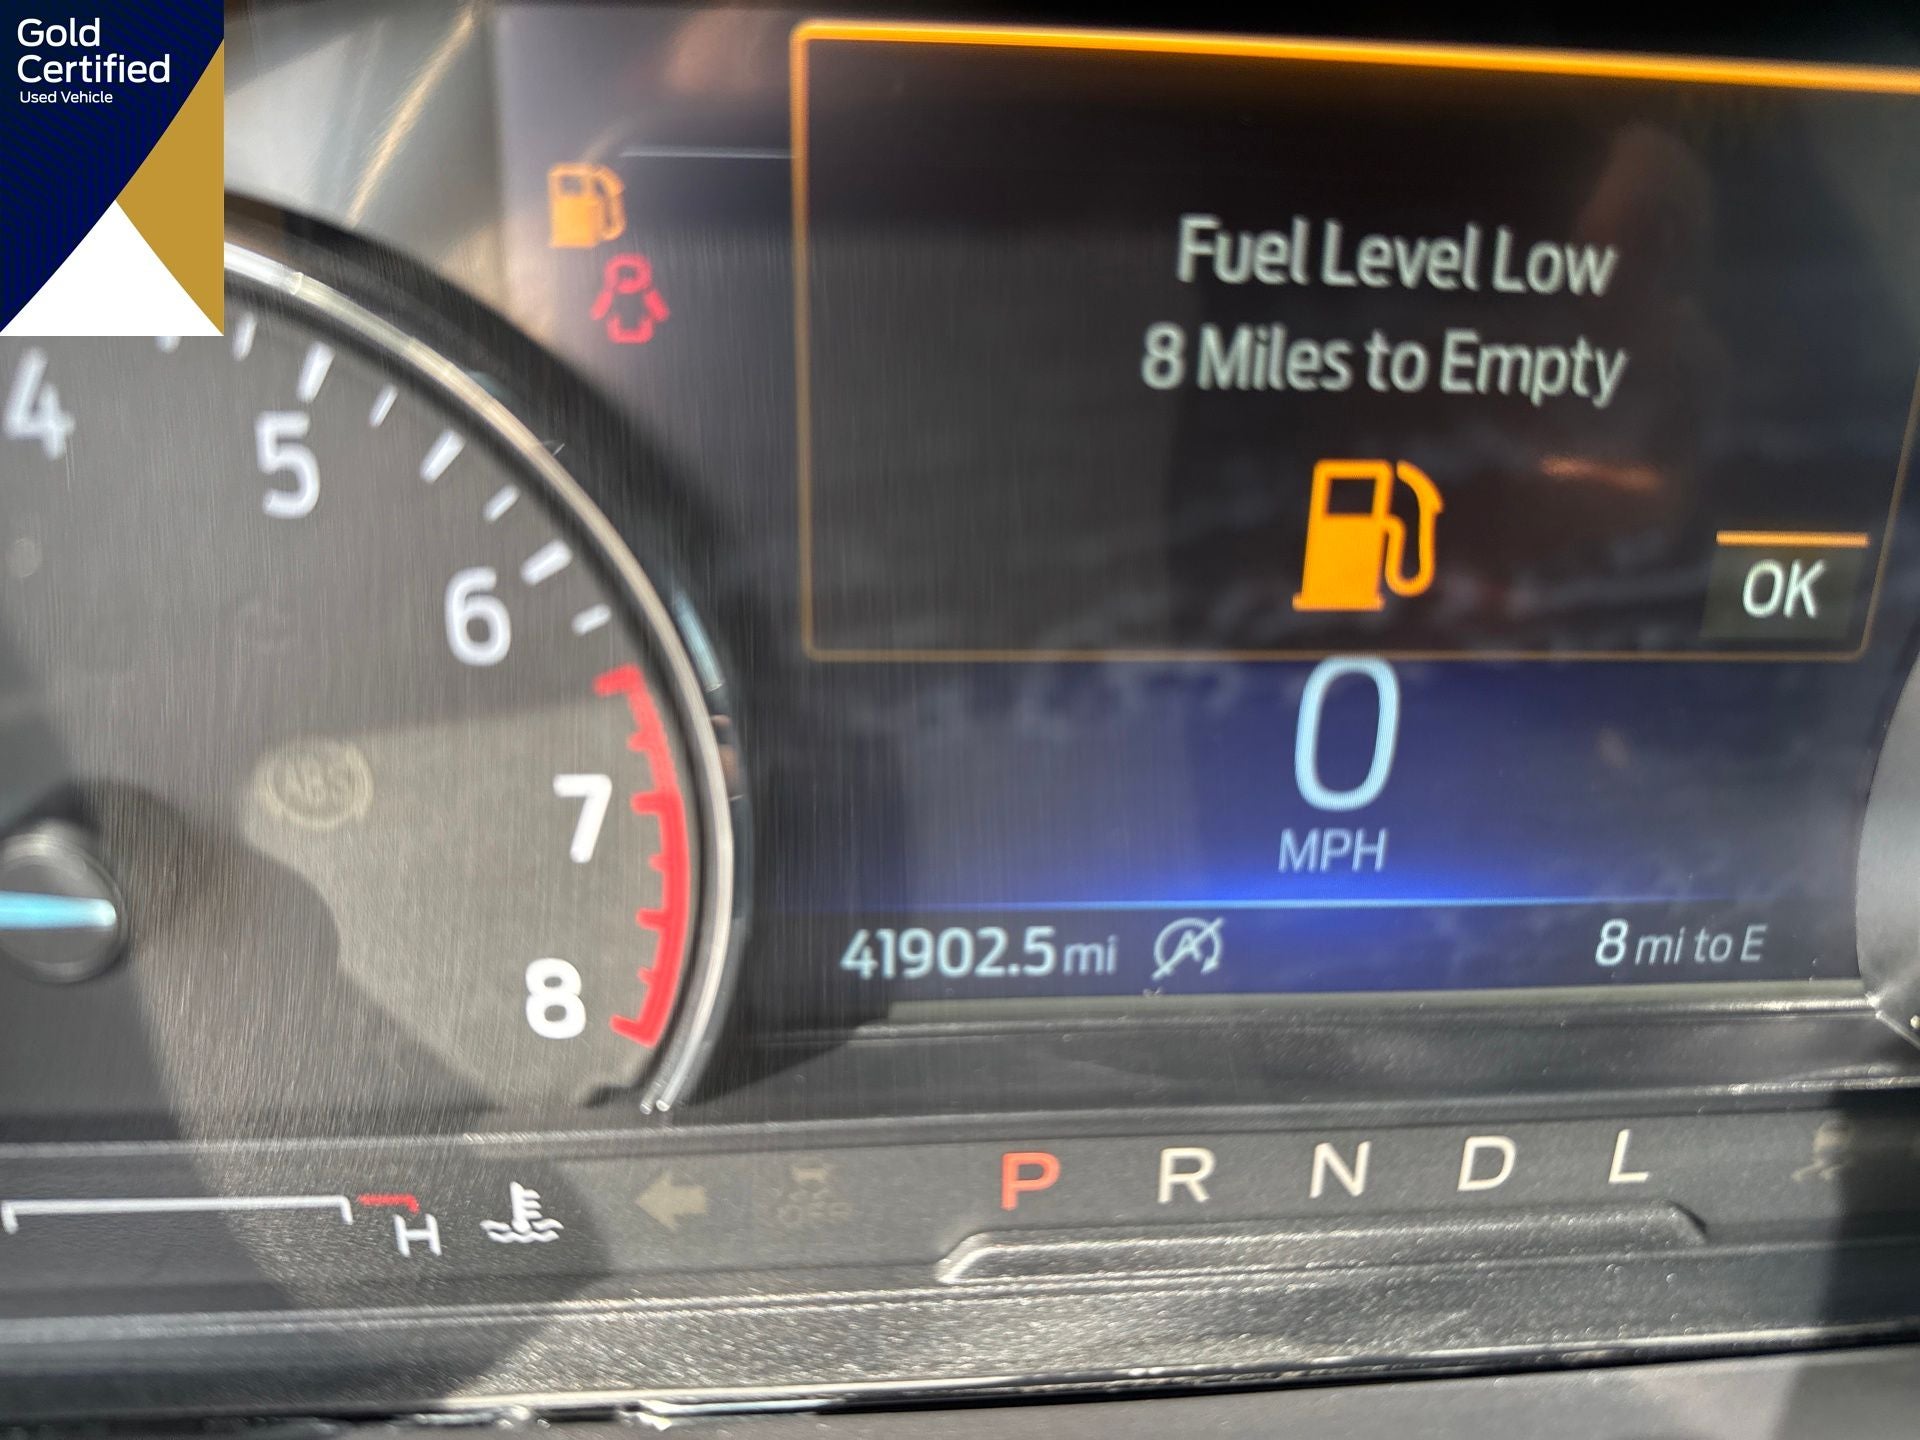 Gold
Certified
Used Vehicle
Fuel Level Low
8 Miles to Empty
OK
4
5
6
7
8
ABS
0
MPH
41902.5 mi
A
8 mi to E
P R N D L
H